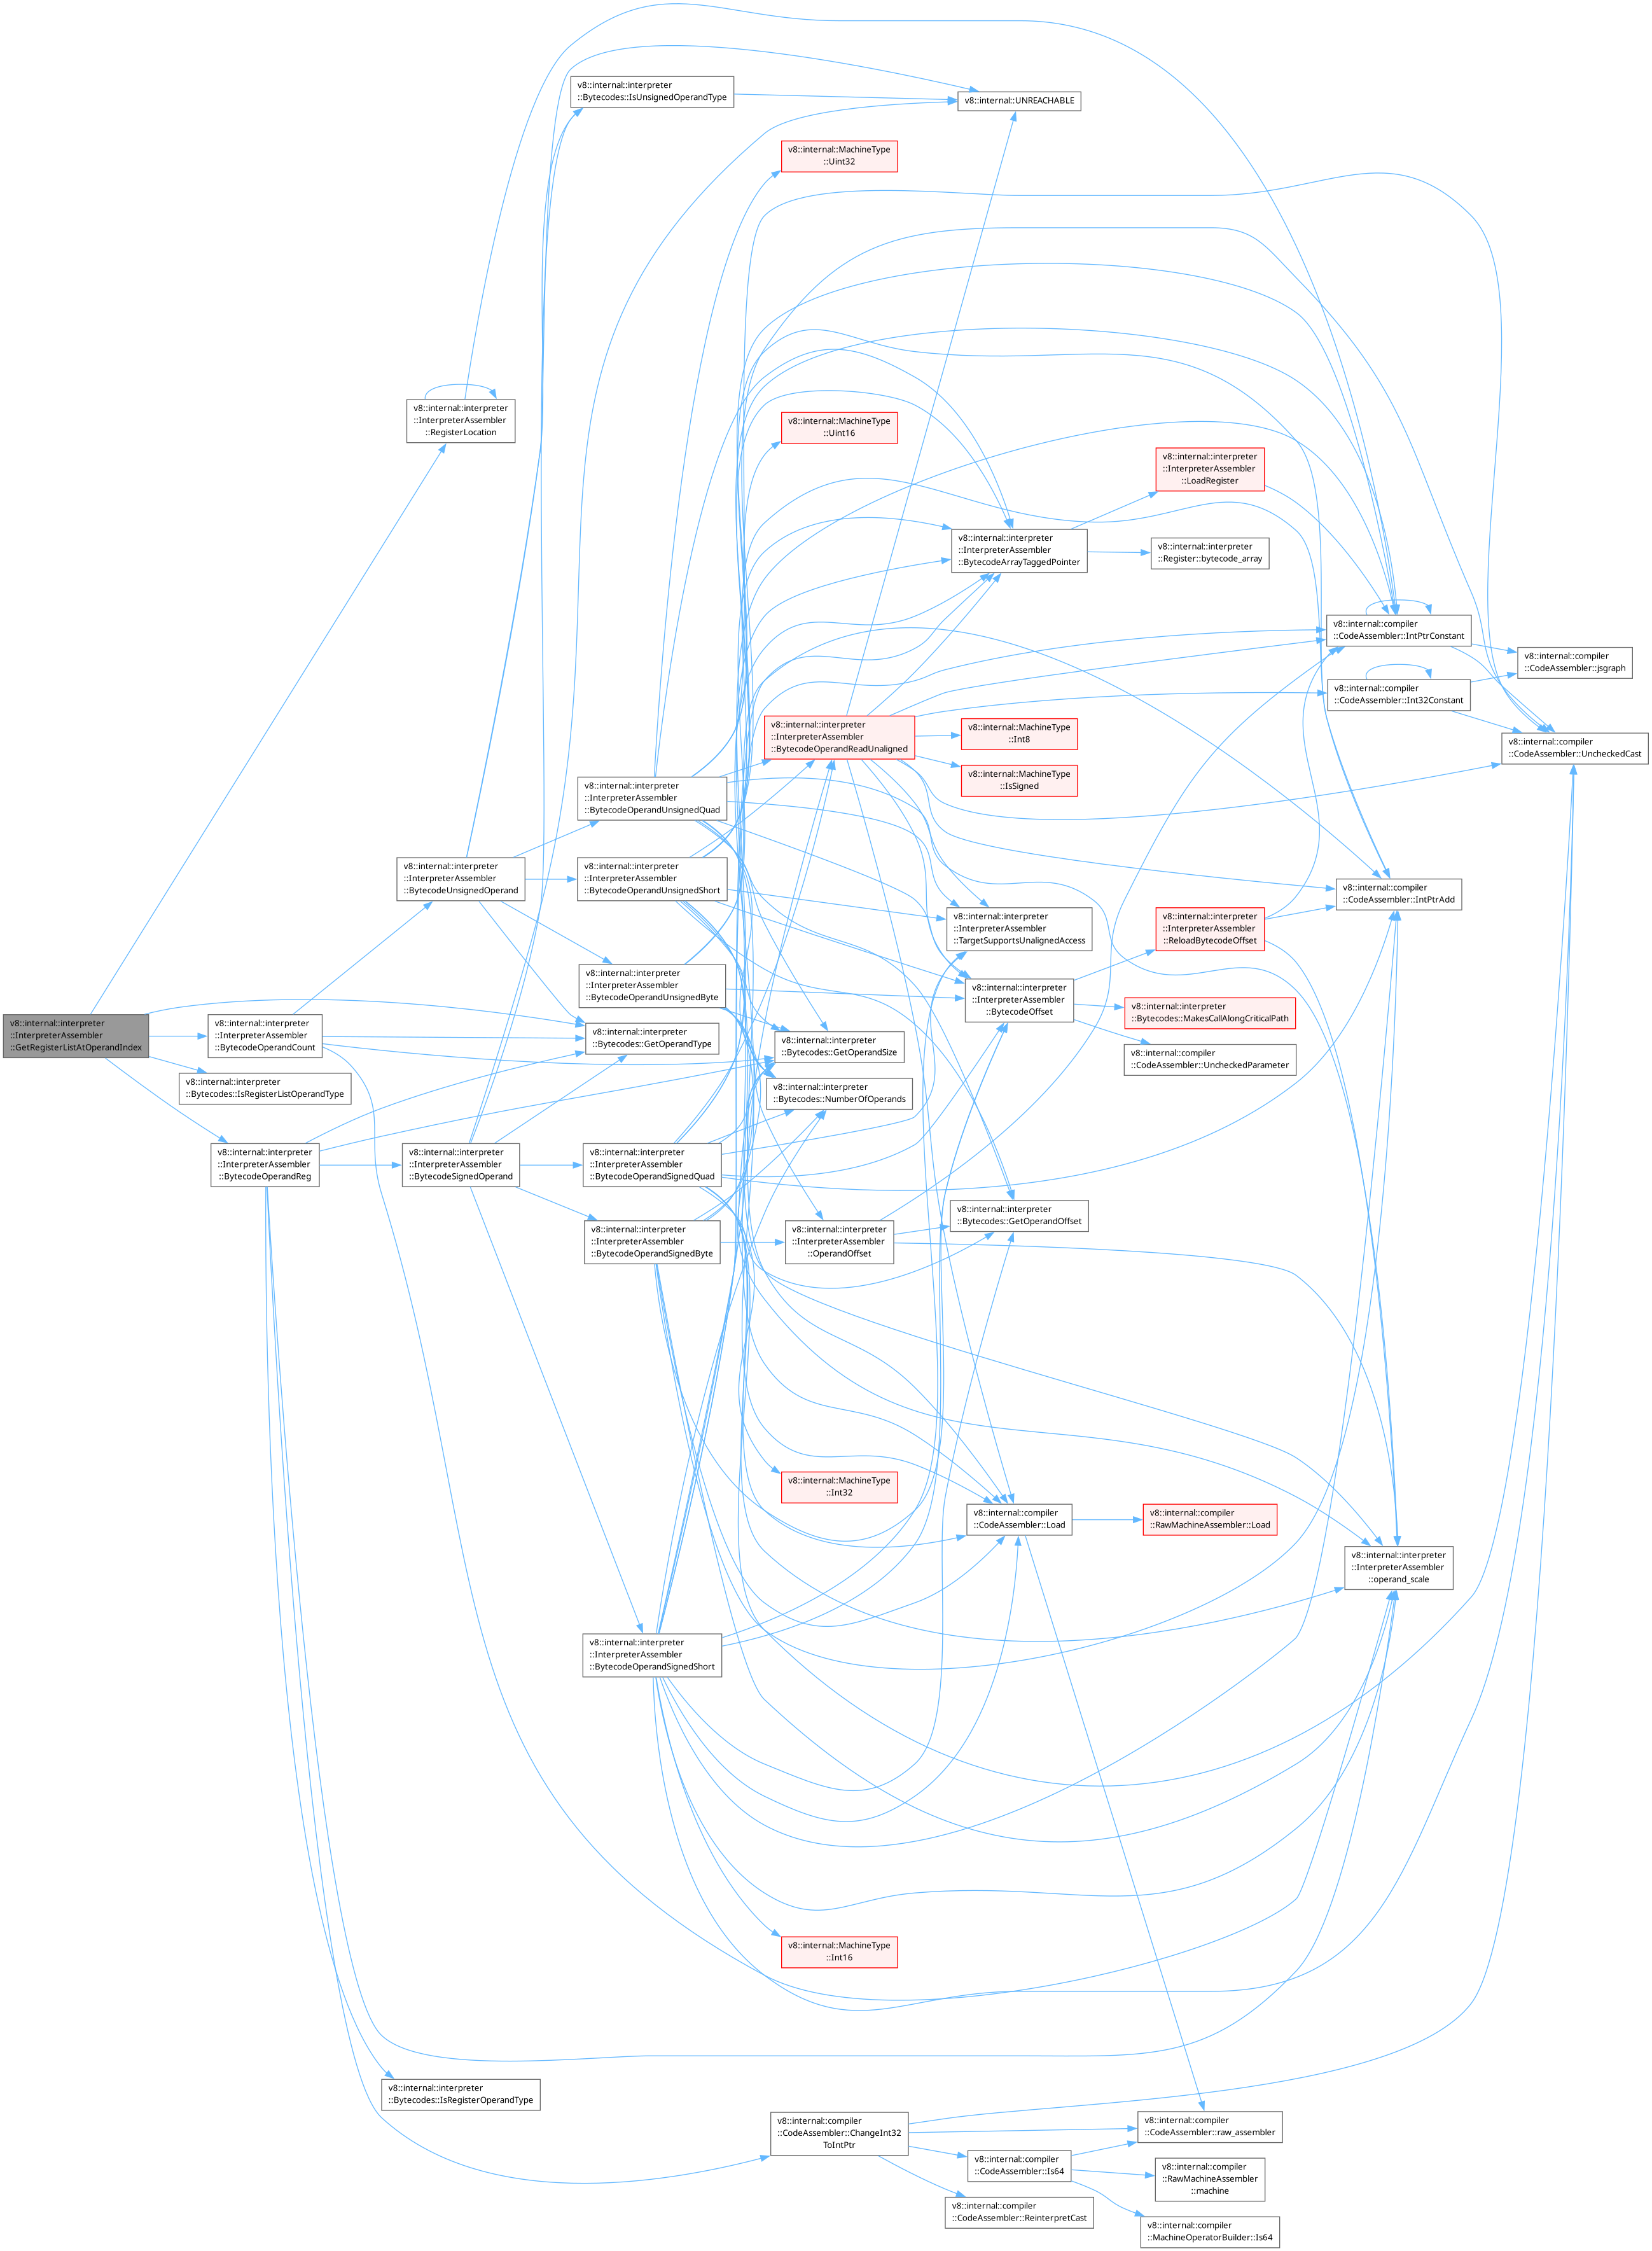 v8::internal::interpreter
::Bytecodes::IsUnsignedOperandType
v8::internal::UNREACHABLE
v8::internal::MachineType
::Uint32
v8::internal::interpreter
::InterpreterAssembler
::RegisterLocation
v8::internal::MachineType
::Uint16
v8::internal::interpreter
::InterpreterAssembler
::LoadRegister
v8::internal::interpreter
::InterpreterAssembler
::BytecodeArrayTaggedPointer
v8::internal::interpreter
::Register::bytecode_array
v8::internal::compiler
::CodeAssembler::IntPtrConstant
v8::internal::compiler
::CodeAssembler::jsgraph
v8::internal::compiler
::CodeAssembler::Int32Constant
v8::internal::interpreter
::InterpreterAssembler
::BytecodeOperandReadUnaligned
v8::internal::MachineType
::Int8
v8::internal::compiler
::CodeAssembler::UncheckedCast
v8::internal::MachineType
::IsSigned
v8::internal::interpreter
::InterpreterAssembler
::BytecodeOperandUnsignedQuad
v8::internal::interpreter
::InterpreterAssembler
::BytecodeUnsignedOperand
v8::internal::interpreter
::InterpreterAssembler
::BytecodeOperandUnsignedShort
v8::internal::compiler
::CodeAssembler::IntPtrAdd
v8::internal::interpreter
::InterpreterAssembler
::TargetSupportsUnalignedAccess
v8::internal::interpreter
::InterpreterAssembler
::ReloadBytecodeOffset
v8::internal::interpreter
::InterpreterAssembler
::BytecodeOperandUnsignedByte
v8::internal::interpreter
::InterpreterAssembler
::BytecodeOffset
v8::internal::interpreter
::Bytecodes::MakesCallAlongCriticalPath
v8::internal::interpreter
::InterpreterAssembler
::GetRegisterListAtOperandIndex
v8::internal::interpreter
::InterpreterAssembler
::BytecodeOperandCount
v8::internal::interpreter
::Bytecodes::GetOperandType
v8::internal::interpreter
::Bytecodes::GetOperandSize
v8::internal::compiler
::CodeAssembler::UncheckedParameter
v8::internal::interpreter
::Bytecodes::IsRegisterListOperandType
v8::internal::interpreter
::Bytecodes::NumberOfOperands
v8::internal::interpreter
::InterpreterAssembler
::BytecodeOperandReg
v8::internal::interpreter
::InterpreterAssembler
::BytecodeSignedOperand
v8::internal::interpreter
::InterpreterAssembler
::BytecodeOperandSignedQuad
v8::internal::interpreter
::Bytecodes::GetOperandOffset
v8::internal::interpreter
::InterpreterAssembler
::BytecodeOperandSignedByte
v8::internal::interpreter
::InterpreterAssembler
::OperandOffset
v8::internal::MachineType
::Int32
v8::internal::compiler
::CodeAssembler::Load
v8::internal::compiler
::RawMachineAssembler::Load
v8::internal::interpreter
::InterpreterAssembler
::operand_scale
v8::internal::interpreter
::InterpreterAssembler
::BytecodeOperandSignedShort
v8::internal::MachineType
::Int16
v8::internal::interpreter
::Bytecodes::IsRegisterOperandType
v8::internal::compiler
::CodeAssembler::ChangeInt32
ToIntPtr
v8::internal::compiler
::CodeAssembler::raw_assembler
v8::internal::compiler
::CodeAssembler::Is64
v8::internal::compiler
::RawMachineAssembler
::machine
v8::internal::compiler
::CodeAssembler::ReinterpretCast
v8::internal::compiler
::MachineOperatorBuilder::Is64